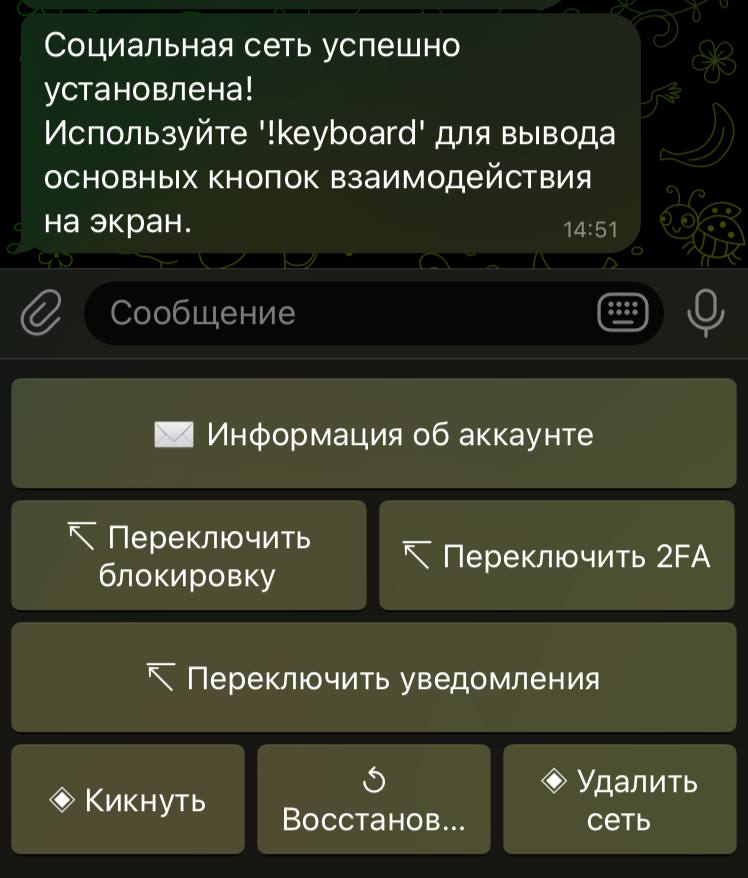 Социальная сеть успешно
установлена!
Используйте '!keyboard' для вывода
основных кнопок взаимодействия
на экран.
14:51
Сообщение
Информация об аккаунте
Переключить
блокировку
Переключить 2FA
Переключить уведомления
Кикнуть
Восстанов...
Удалить
сеть